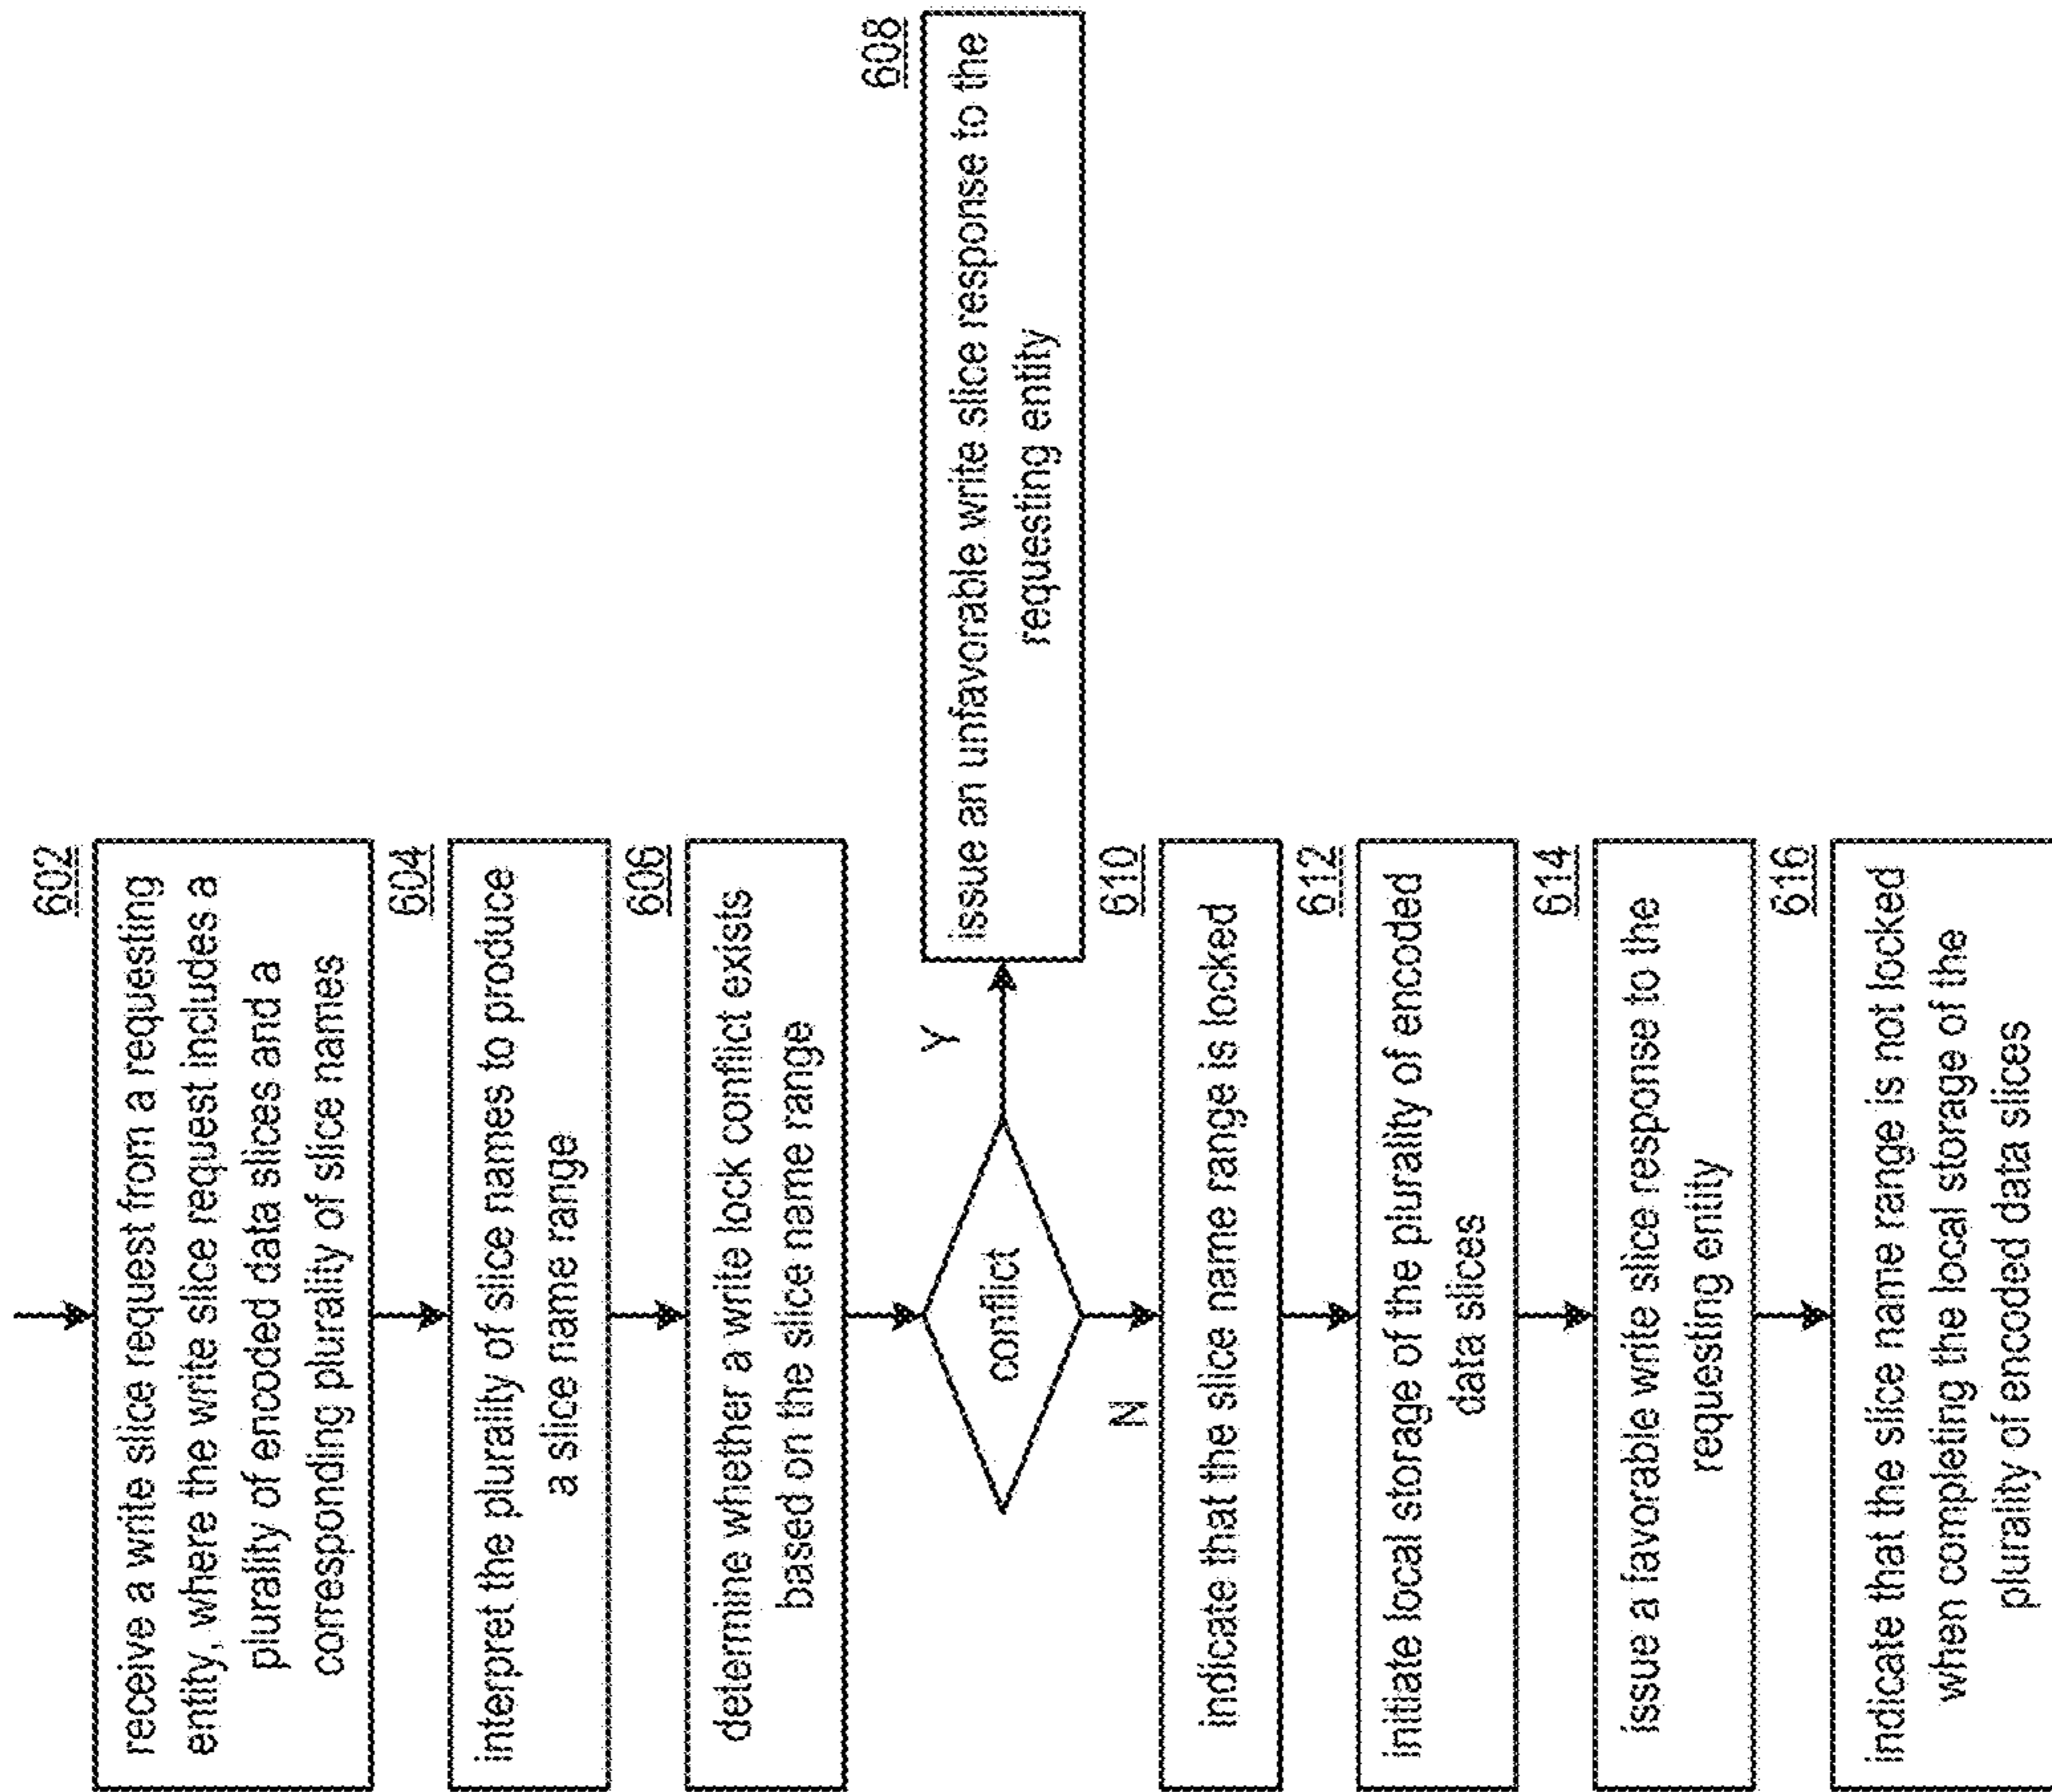 602
receive a write slice request from a requesting
entity, where the write slice request includes a
plurality of encoded data slices and a
corresponding plurality of slice names
604
interpret the plurality of slice names to produce
a slice name range
606
determine whether a write lock conflict exists
based on the slice name range
conflict
Y
608
issue an unfavorable write slice response to the
requesting entity
N
610
indicate that the slice name range is locked
612
initiate local storage of the plurality of encoded
data slices
614
issue a favorable write slice response to the
requesting entity
616
indicate that the slice name range is not locked
when completing the local storage of the
plurality of encoded data slices